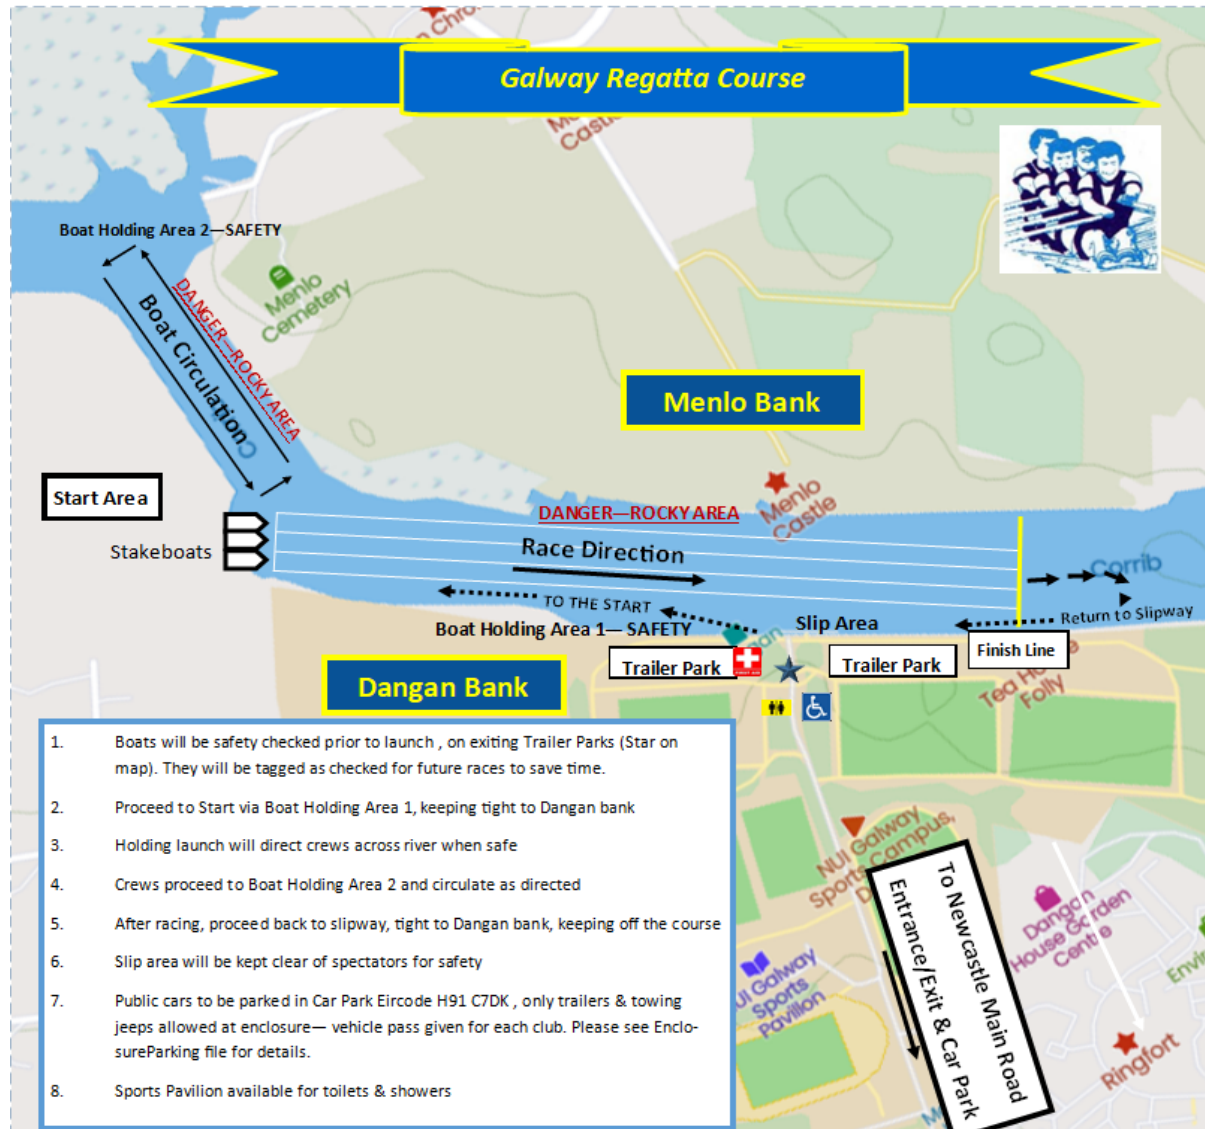 Galway Regatta Course
Castle
Boat Holding Area 2—SAFETY
Menlo
Cemetery
DANGER—ROCKY AREA
Boat Circulation
Menlo Bank
Start Area
Stakeboats
Menlo
Castle
DANGER—ROCKY AREA
Race Direction
Corrib
TO THE START
Return to Slipway
Boat Holding Area 1— SAFETY
Slip Area
Finish Line
Trailer Park
Trailer Park
Tea House
Folly
Dangan Bank
1. Boats will be safety checked prior to launch , on exiting Trailer Parks (Star on
map). They will be tagged as checked for future races to save time.
2. Proceed to Start via Boat Holding Area 1, keeping tight to Dangan bank
3. Holding launch will direct crews across river when safe
4. Crews proceed to Boat Holding Area 2 and circulate as directed
5. After racing, proceed back to slipway, tight to Dangan bank, keeping off the course
6. Slip area will be kept clear of spectators for safety
7. Public cars to be parked in Car Park Eircode H91 C7DK , only trailers & towing
jeeps allowed at enclosure— vehicle pass given for each club. Please see Enclo-
sureParking file for details.
8. Sports Pavilion available for toilets & showers
NUI Galway
Sports Campus,
NUI Galway
Sports
Pavilion
To Newcastle Main Road
Entrance/Exit & Car Park
Dangan
House Garden
Centre
Ringfort